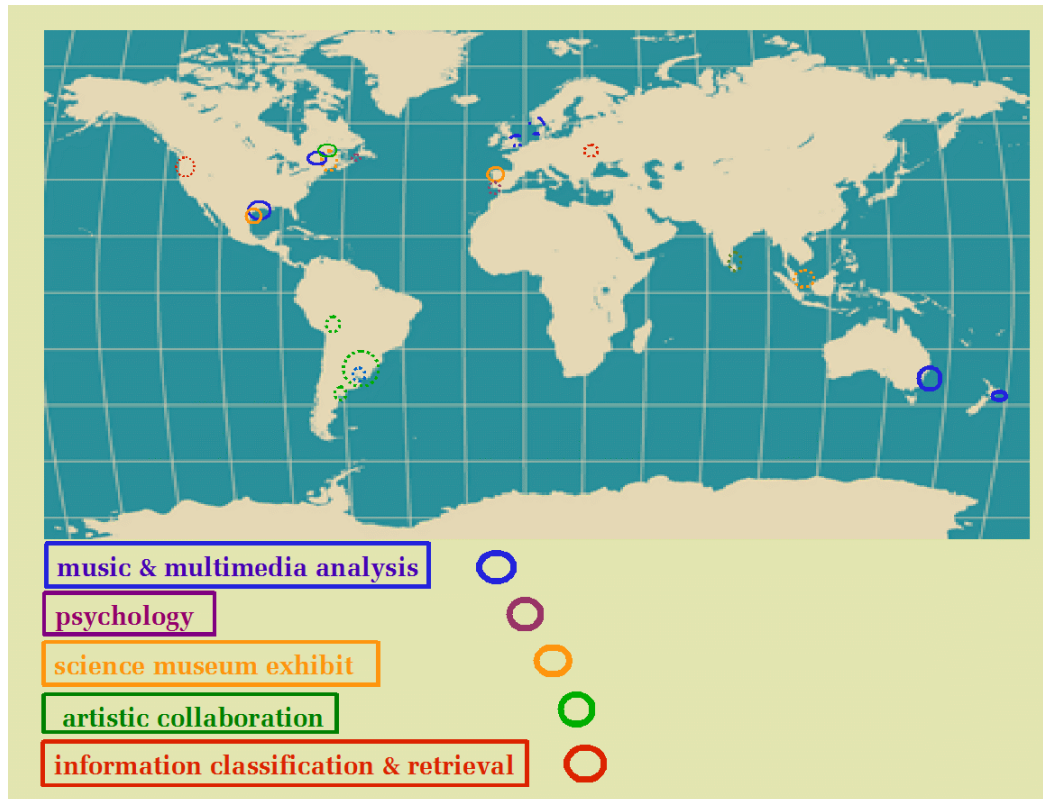 music & multimedia analysis
psychology
science museum exhibit
artistic collaboration
information classification & retrieval